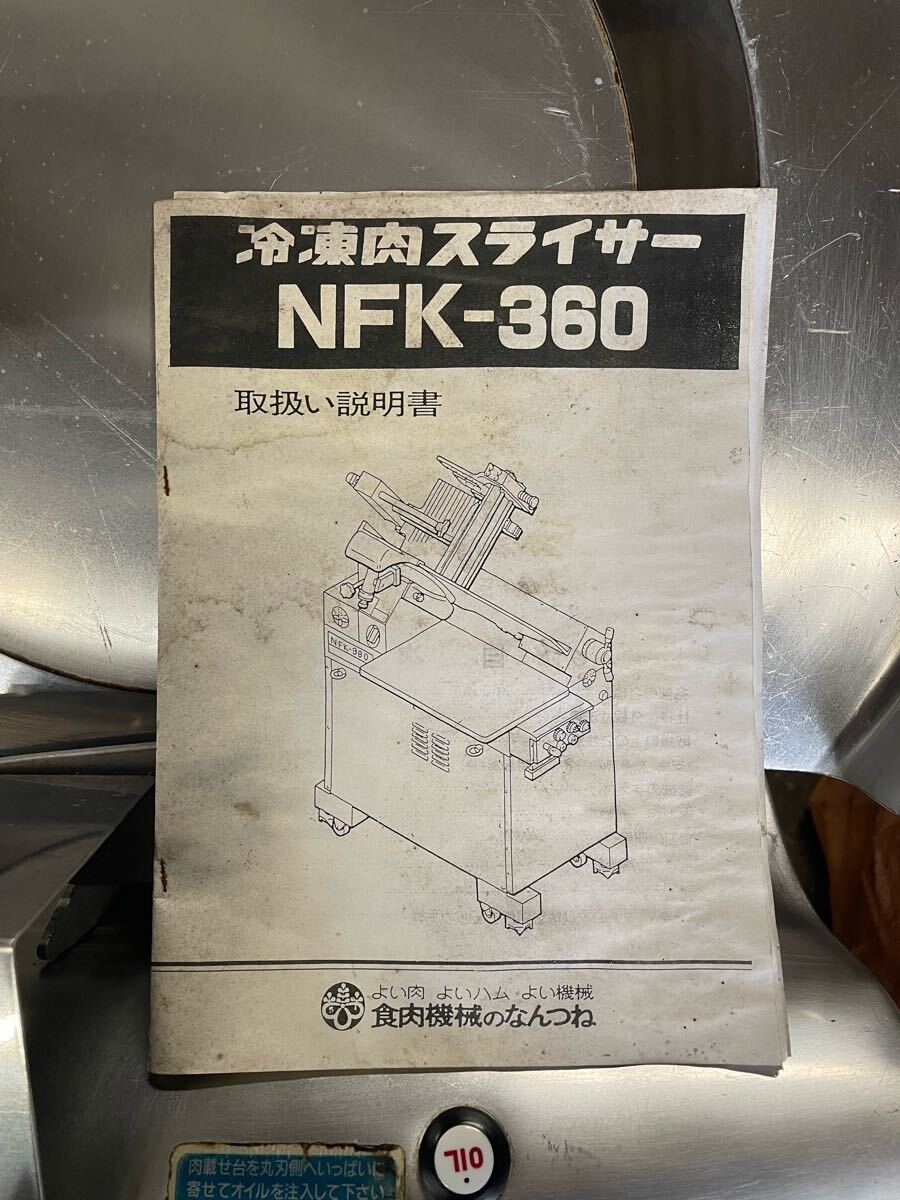 冷凍肉スライサー
NFK-360
取扱い説明書
NFK-360
よい肉 よいハム よい機械
食肉機械のなんつね
OIL
肉載せ台を丸刃側へいっぱいに
寄せてオイルを注入して下さい